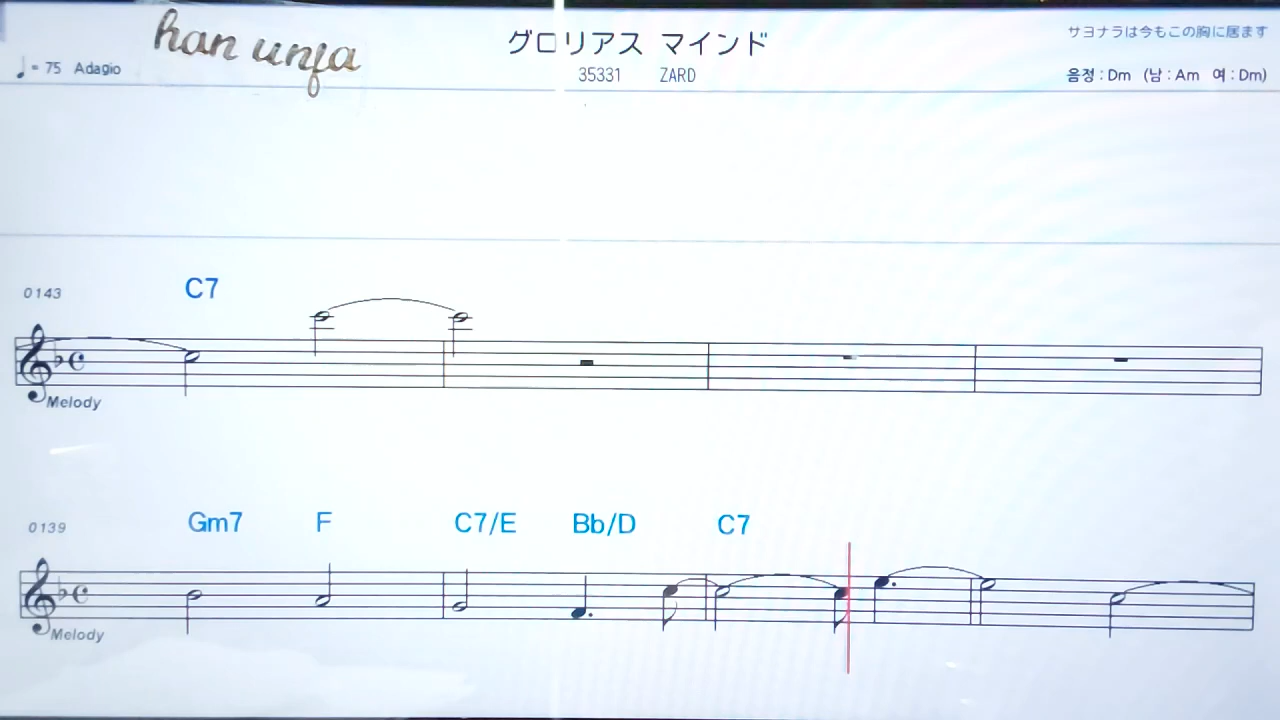 han unfa
グロリアス マインド
サヨナラは今もこの胸に居ます
♩= 75 Adagio
35331 ZARD
음정 : Dm (남 : Am 여 : Dm)
0143 C7
Melody
0139 Gm7 F C7/E Bb/D C7
Melody